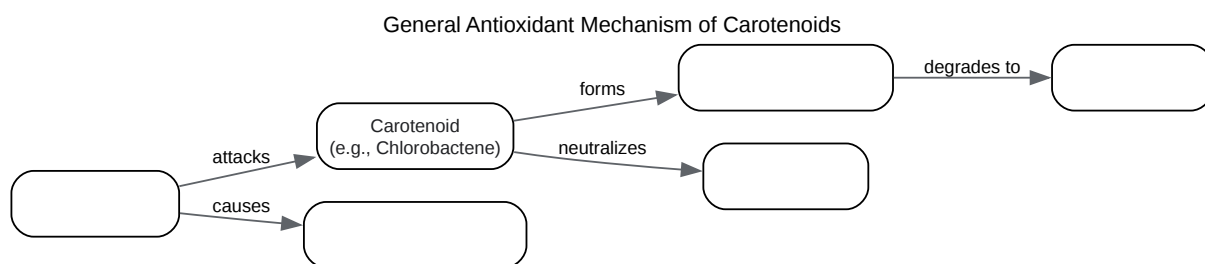 General Antioxidant Mechanism of Carotenoids
forms
degrades to
Carotenoid
(e.g., Chlorobactene)
attacks
neutralizes
causes